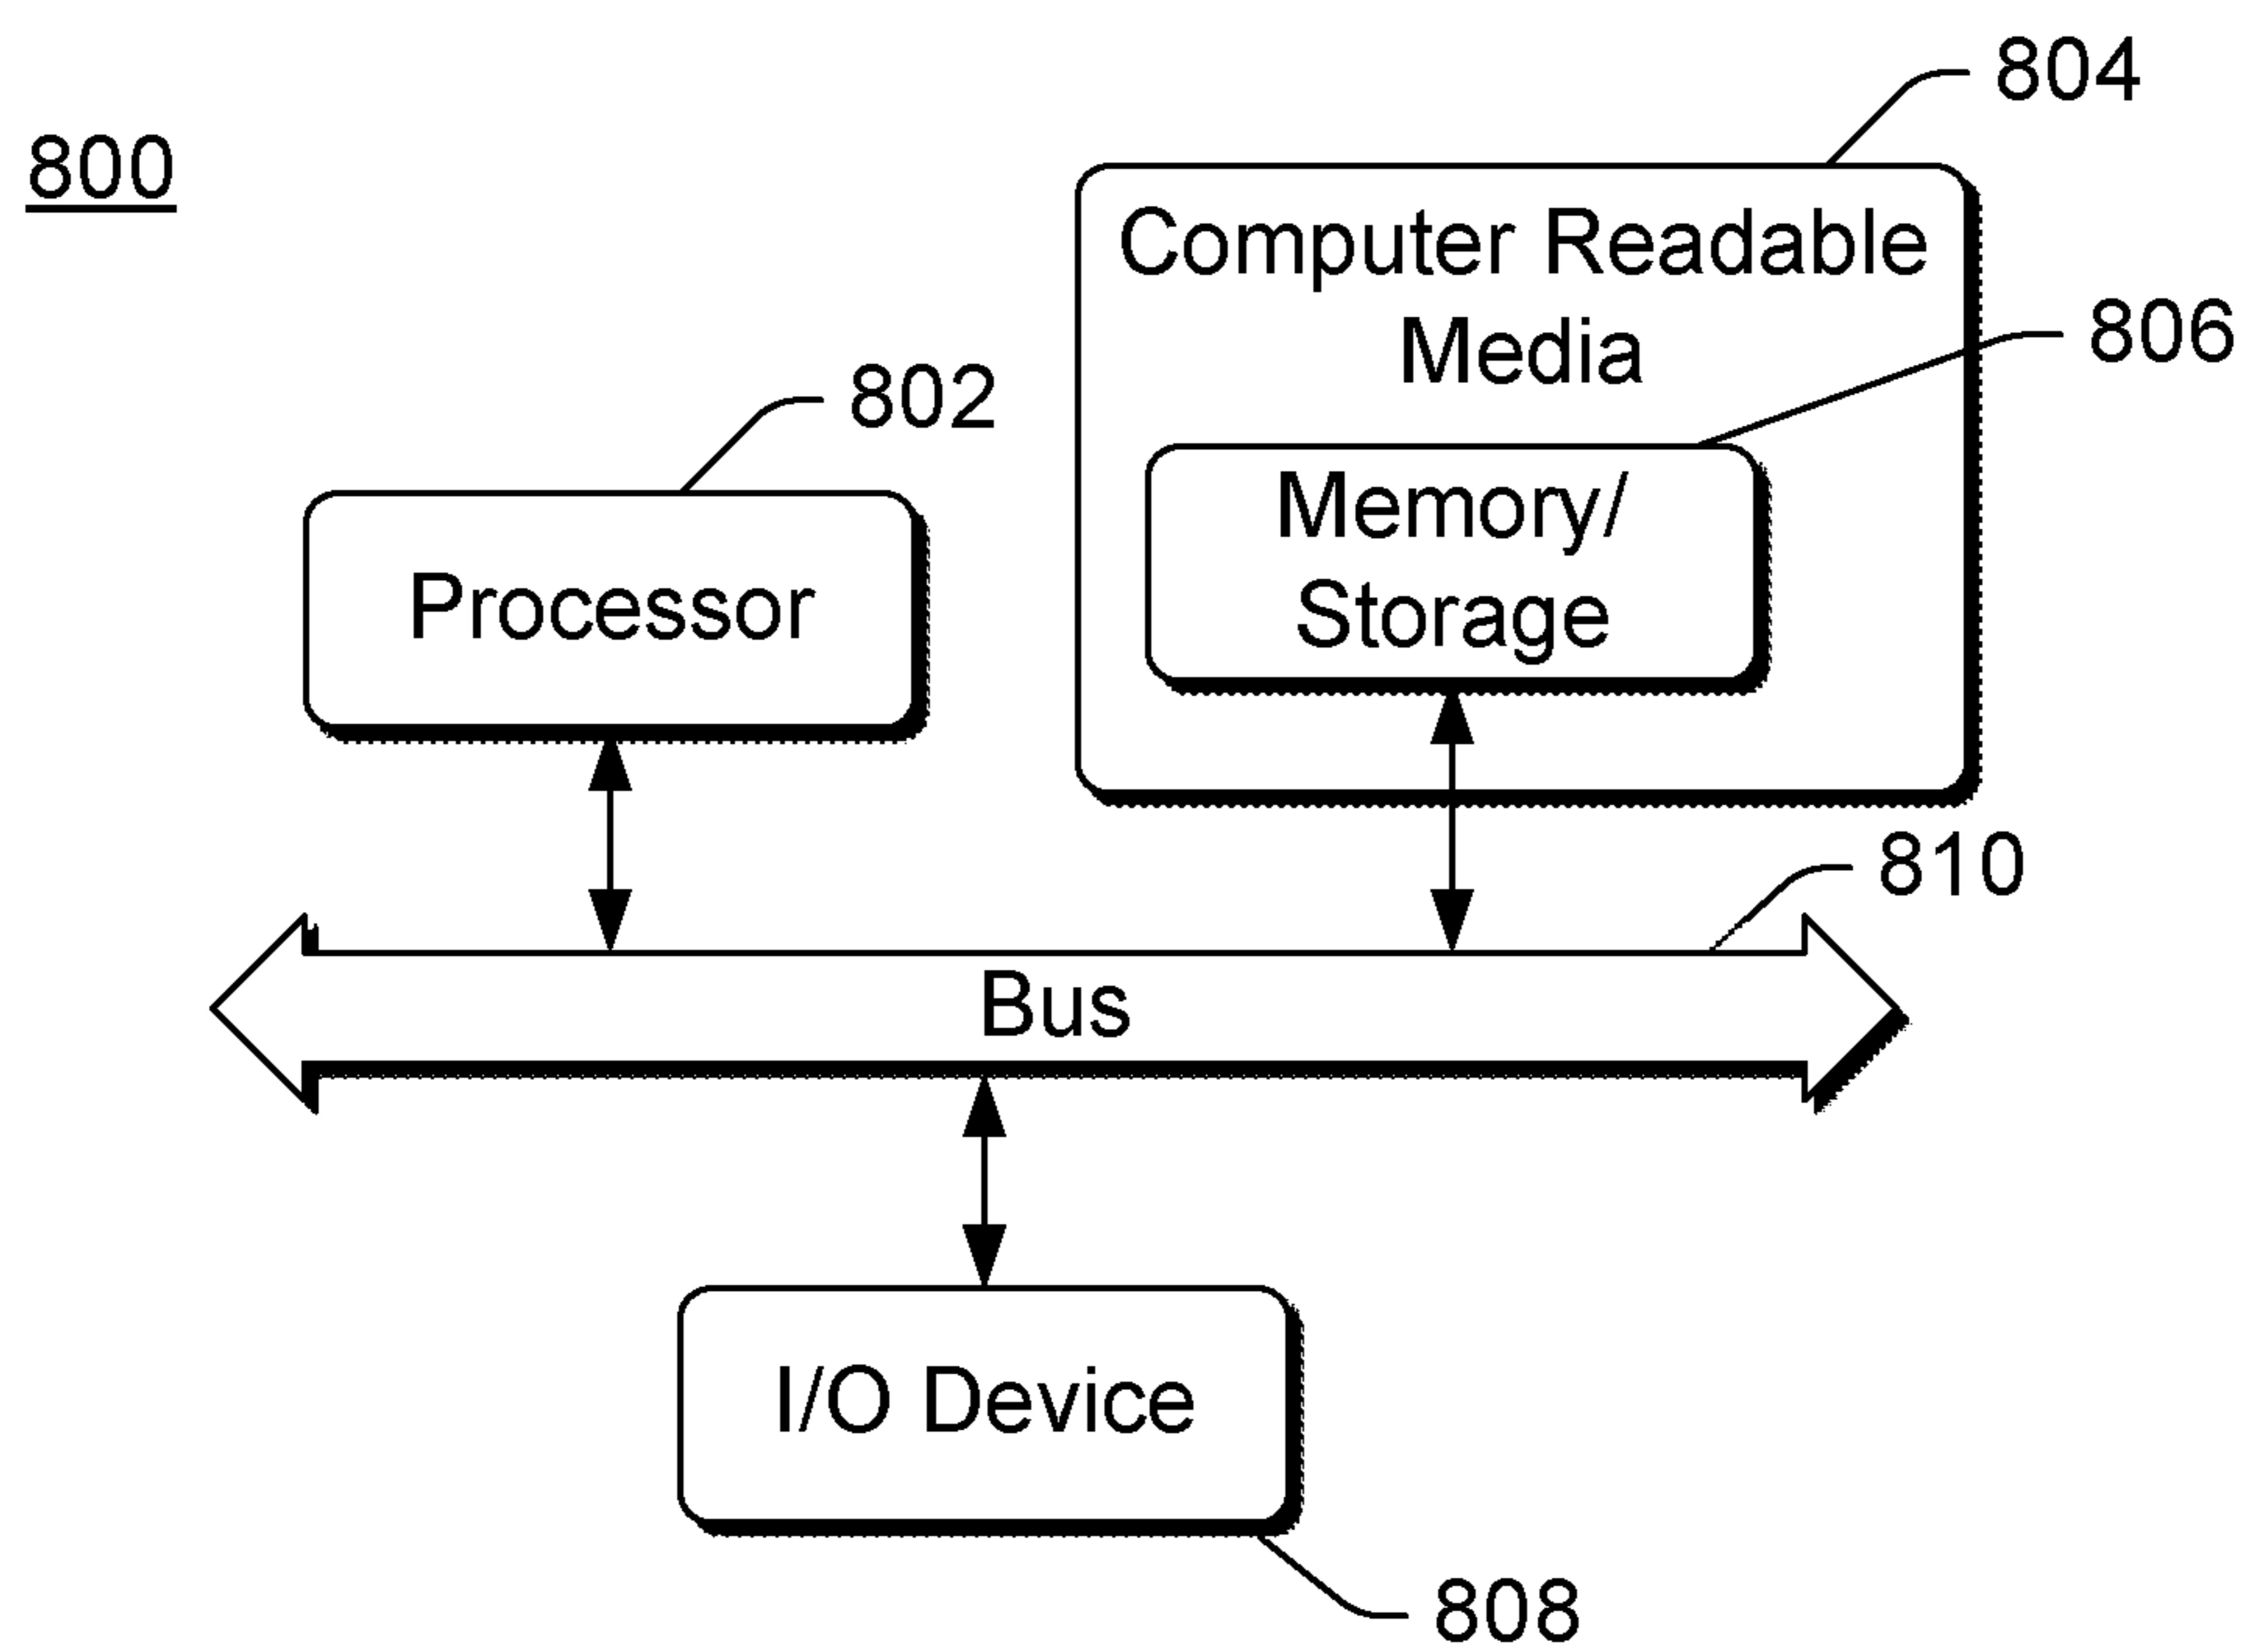 804
800
Computer Readable
Media
806
802
Memory/
Storage
Processor
810
Bus
I/O Device
808